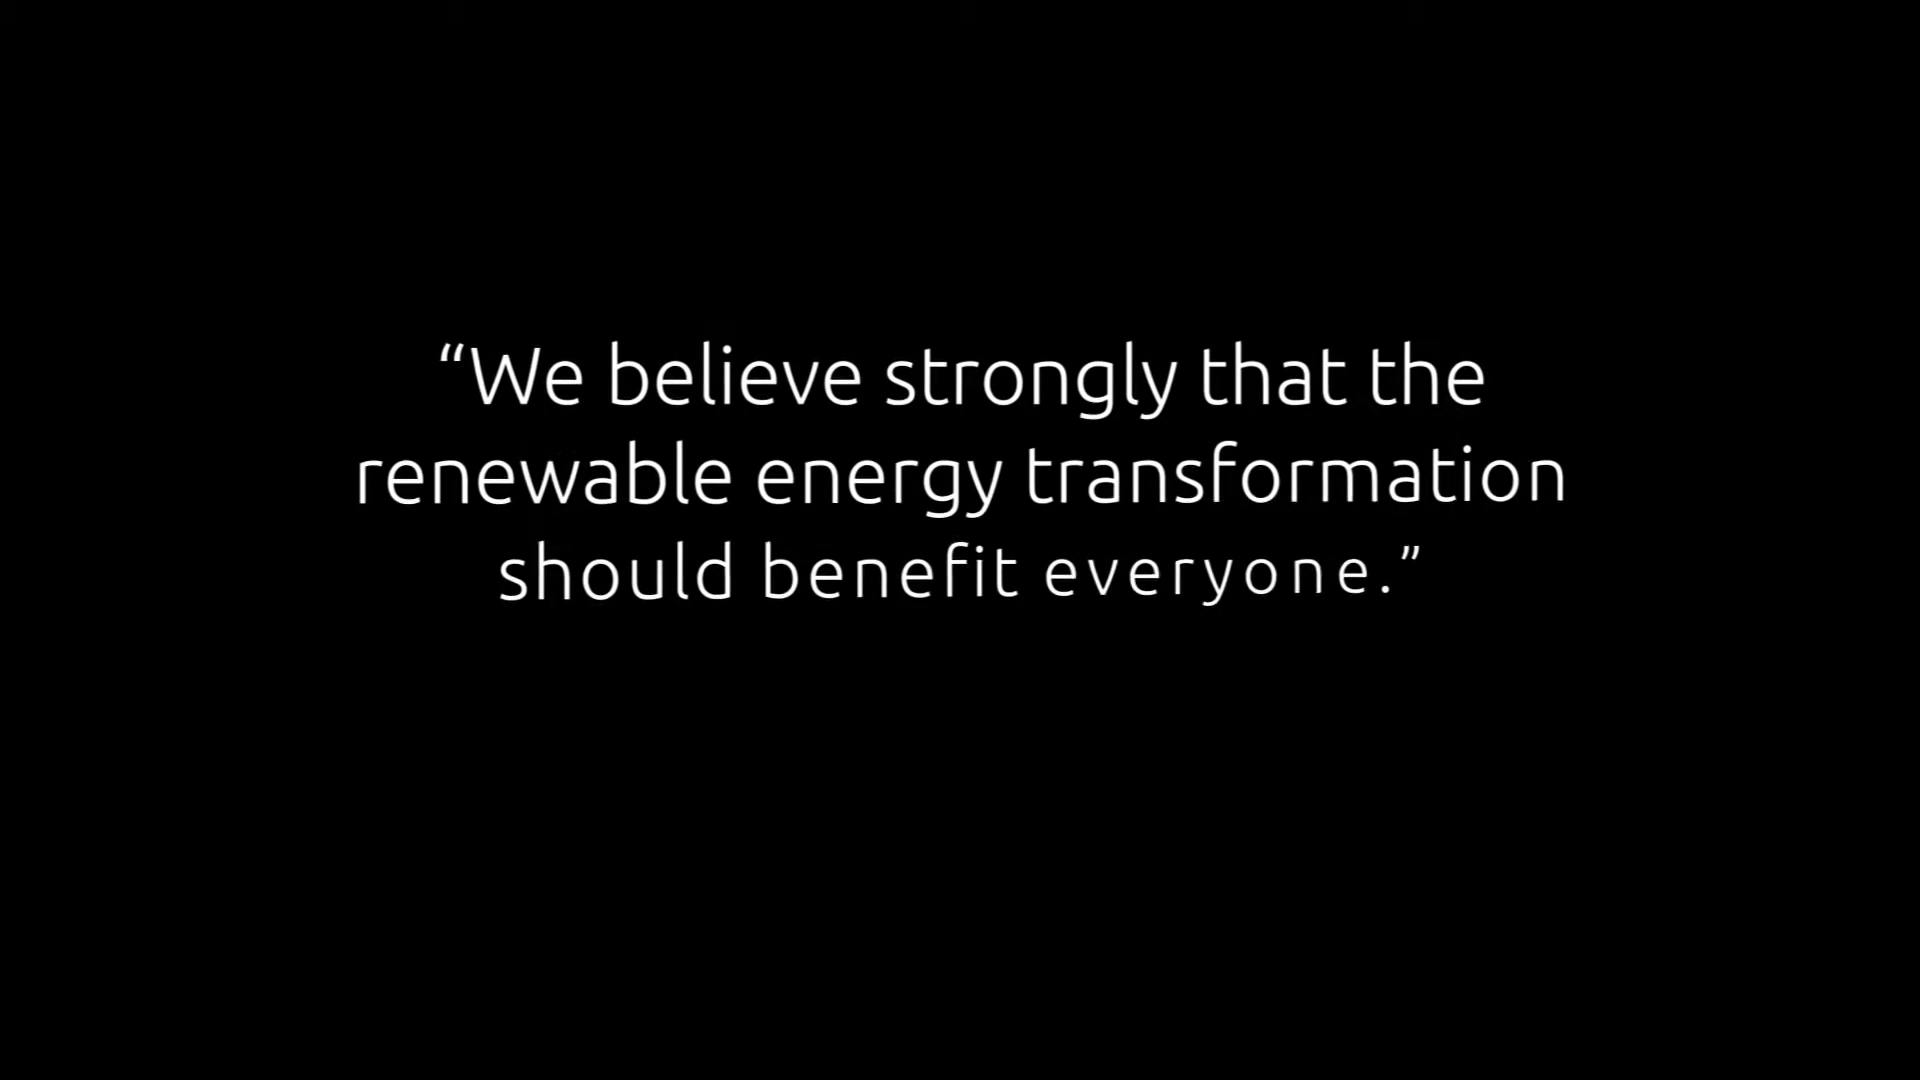 “We believe strongly that the
renewable energy transformation
should benefit everyone.”